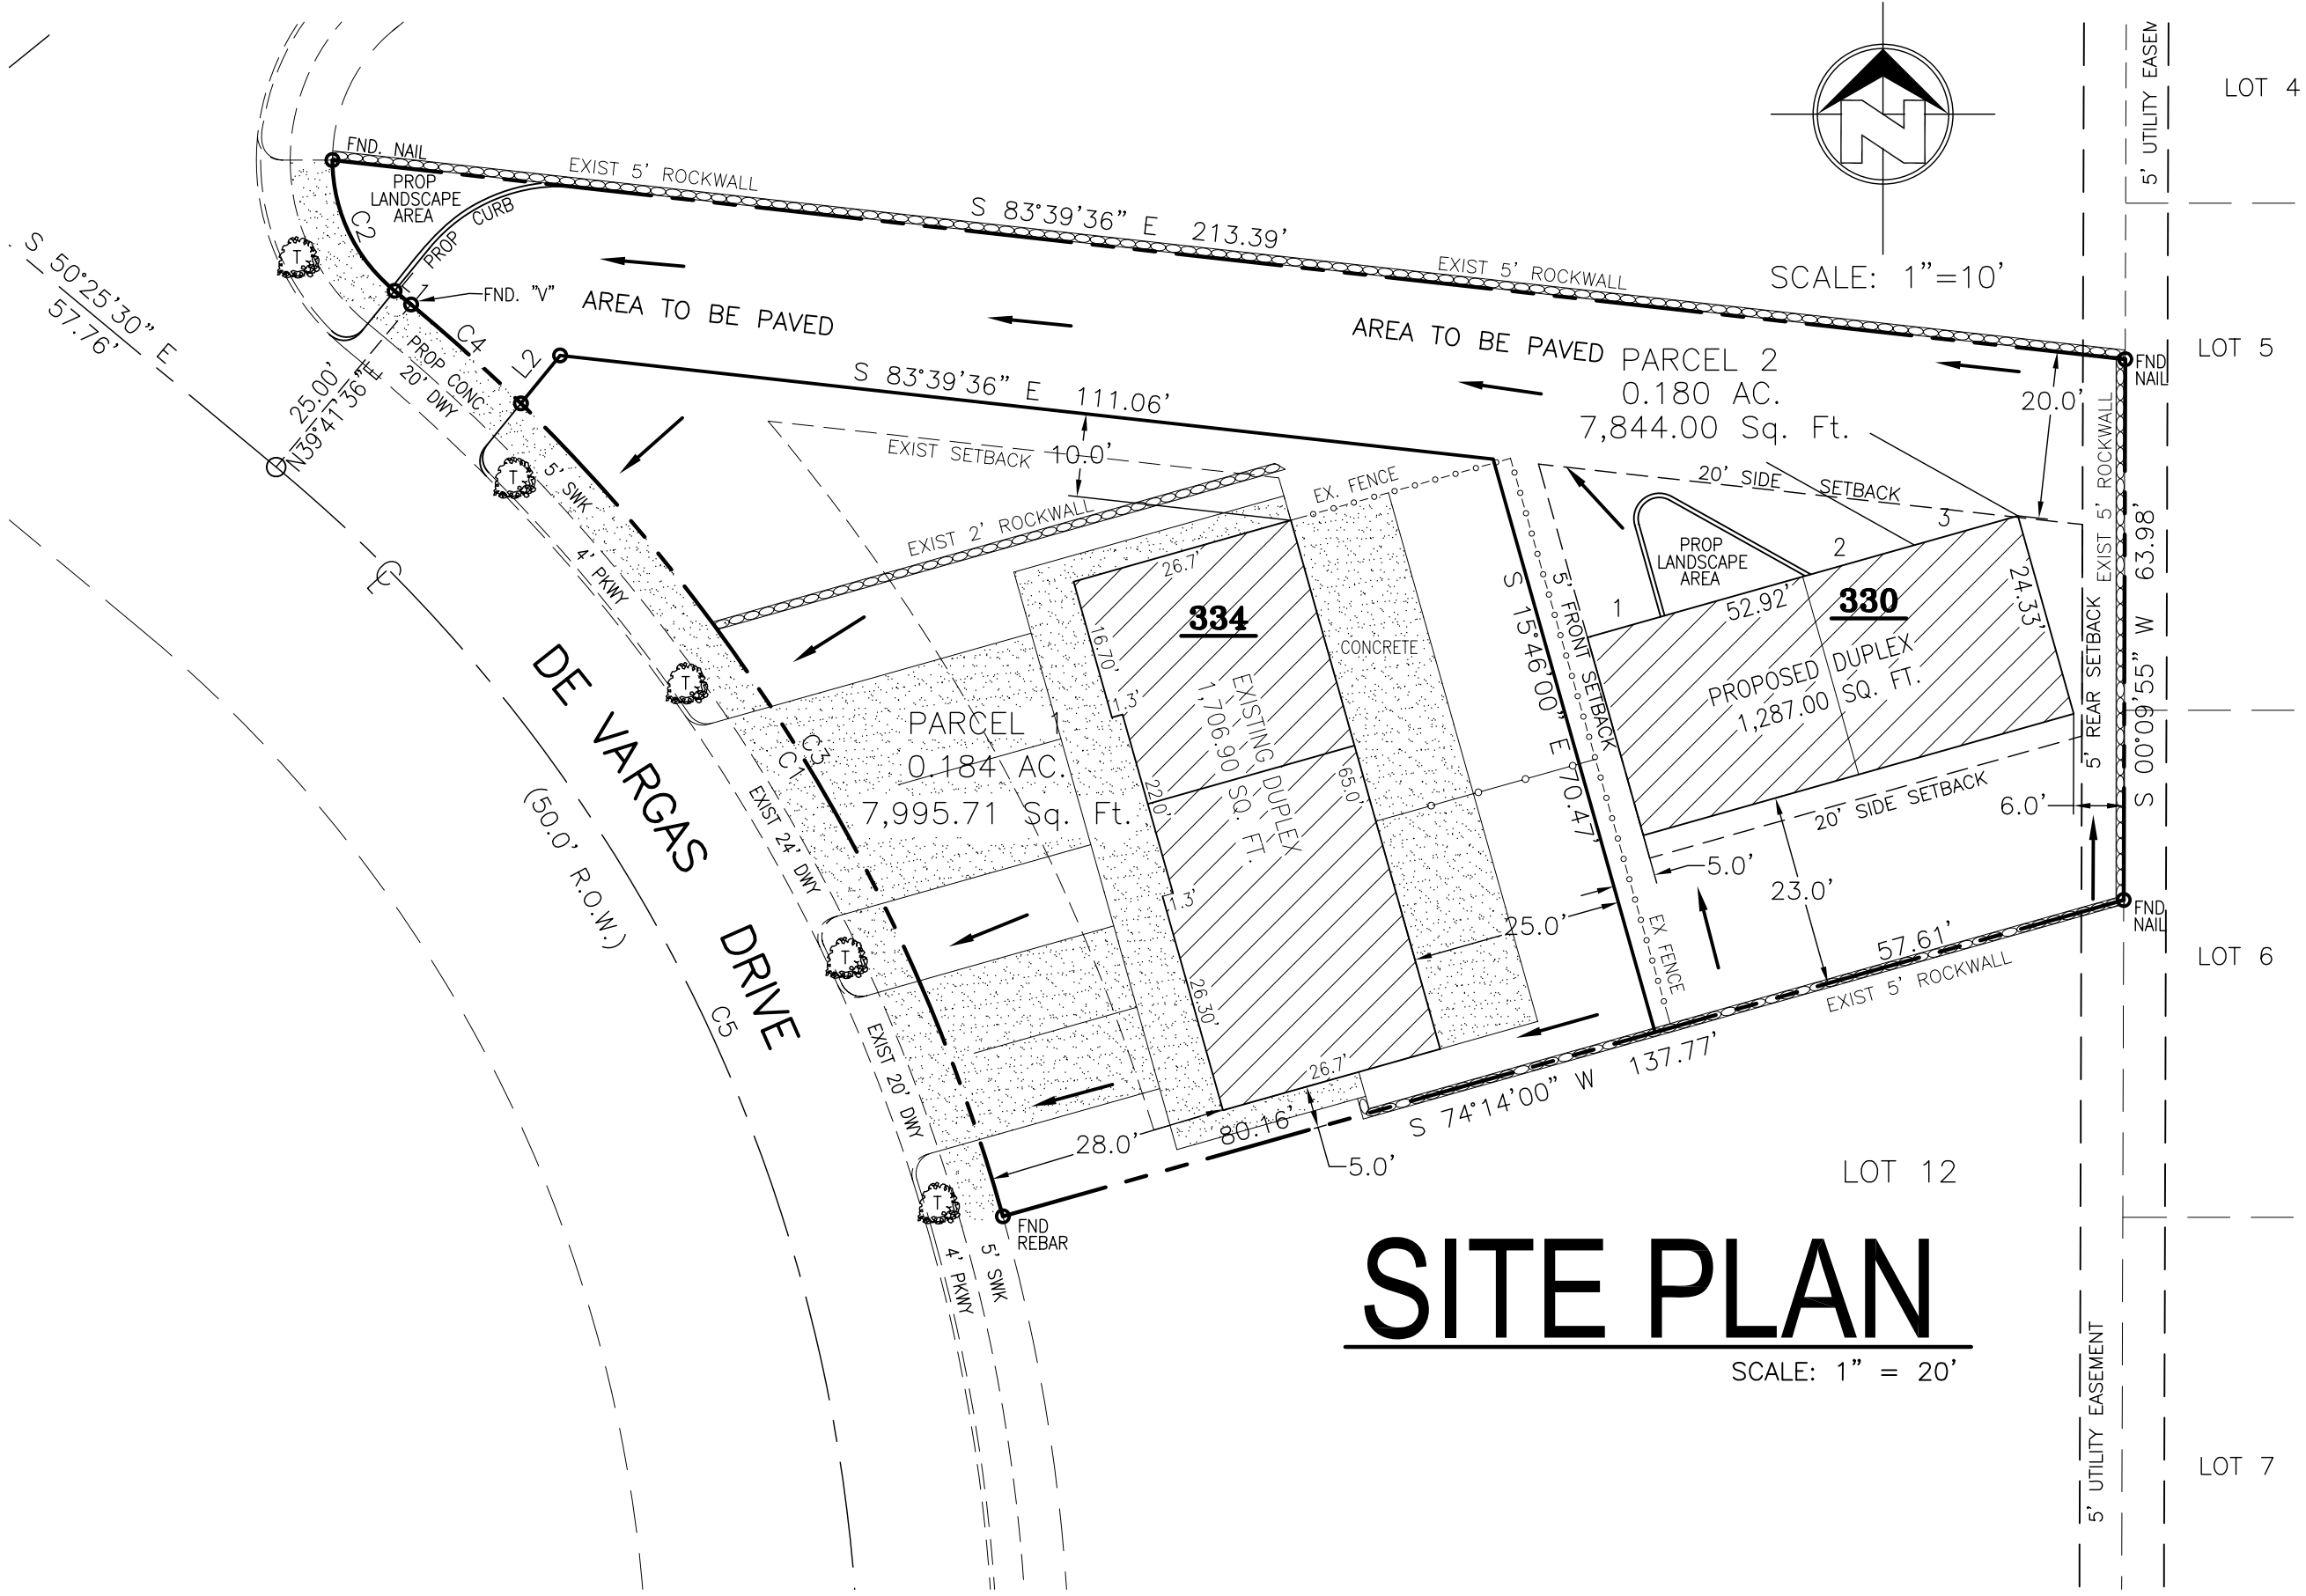 5' UTILITY EASEM
LOT 4
N
FND. NAIL
PROP
LANDSCAPE
AREA
EXIST 5' ROCKWALL
C2
PROP CURB
T
S 83°39'36" E 213.39'
EXIST 5' ROCKWALL
SCALE: 1"=10'
S 50°25'30" E
57.76'
1
FND. "V"
AREA TO BE PAVED
AREA TO BE PAVED
C4
PROP CONC
20' DWY
L2
25.00'
N39°41'36"E
S 83°39'36" E 111.06'
PARCEL 2
0.180 AC.
7,844.00 Sq. Ft.
FND
NAIL
LOT 5
20.0'
EXIST 5' ROCKWALL
EXIST SETBACK
10.0'
EX. FENCE
20' SIDE SETBACK
T
5' SWK
4' PKWY
EXIST 2' ROCKWALL
26.7'
334
16.70'
1.3'
CONCRETE
S 15°46'00" E 70.47'
5' FRONT SETBACK
PROP
LANDSCAPE
AREA
1
2
3
52.92'
330
24.33'
PROPOSED DUPLEX
1,287.00 SQ. FT.
5' REAR SETBACK
S 00°09'55" W 63.98'
℄
DE VARGAS DRIVE
(50.0' R.O.W.)
T
PARCEL 1
0.184 AC.
7,995.71 Sq. Ft.
C3
C1
EXIST 24' DWY
EXISTING DUPLEX
1,706.90 SQ. FT.
22.0'
65.0'
1.3'
26.30'
20' SIDE SETBACK
6.0'
5.0'
23.0'
25.0'
EX FENCE
57.61'
EXIST 5' ROCKWALL
FND
NAIL
LOT 6
T
C5
EXIST 20' DWY
26.7'
S 74°14'00" W 137.77'
28.0'
80.16'
5.0'
LOT 12
T
FND
REBAR
4' PKWY
5' SWK
SITE PLAN
SCALE: 1" = 20'
5' UTILITY EASEMENT
LOT 7